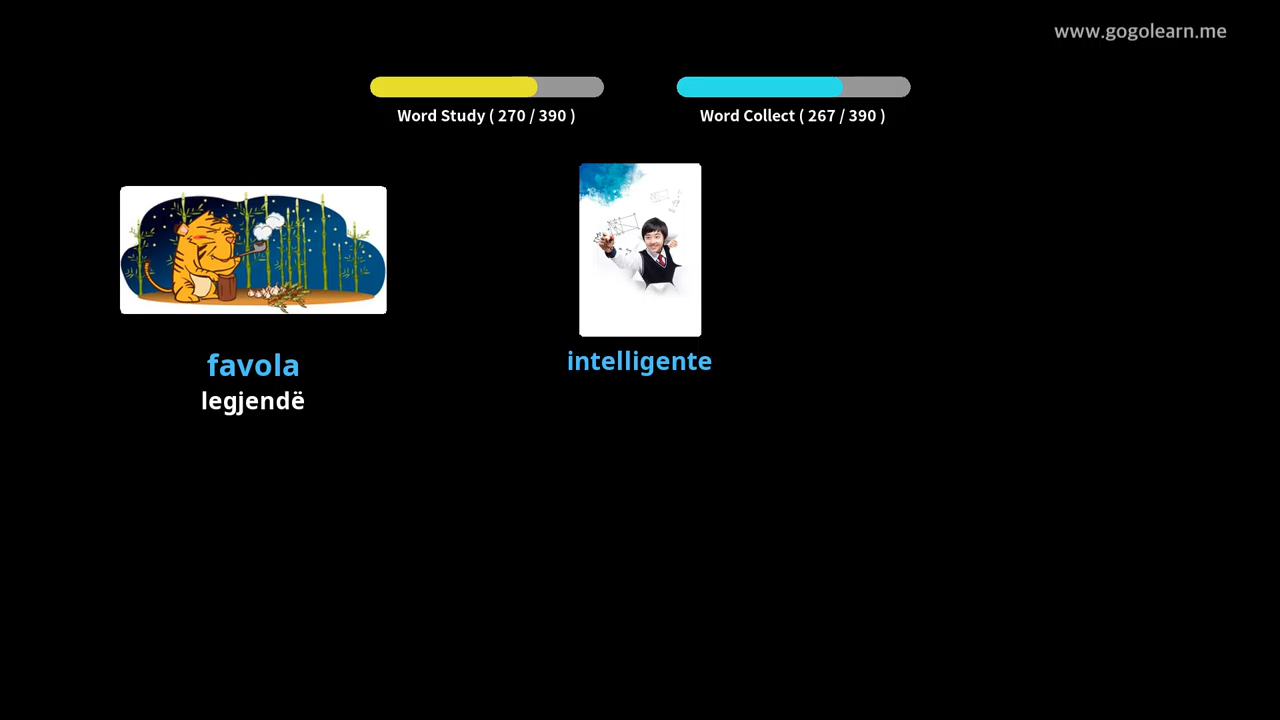 www.gogolearn.me
Word Study ( 270 / 390 )
Word Collect ( 267 / 390 )
favola
legjendë
intelligente